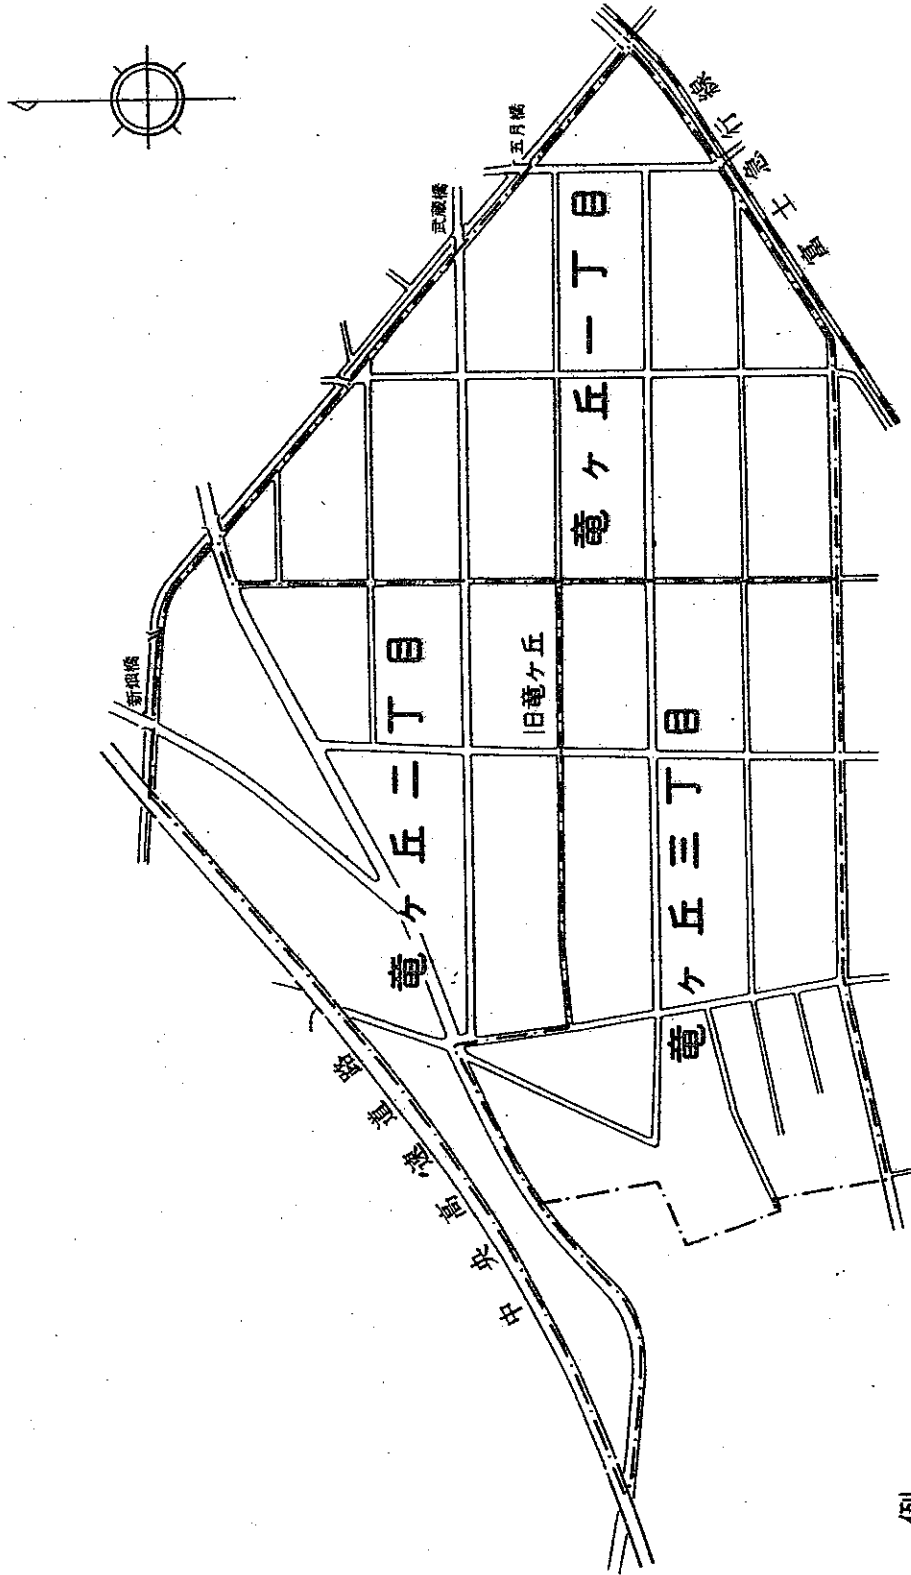 新畑橋
武蔵橋
五月橋
竜ヶ丘一丁目
竜ヶ丘二丁目
旧竜ヶ丘
竜ヶ丘三丁目
中央高速道路
富士急行線
例